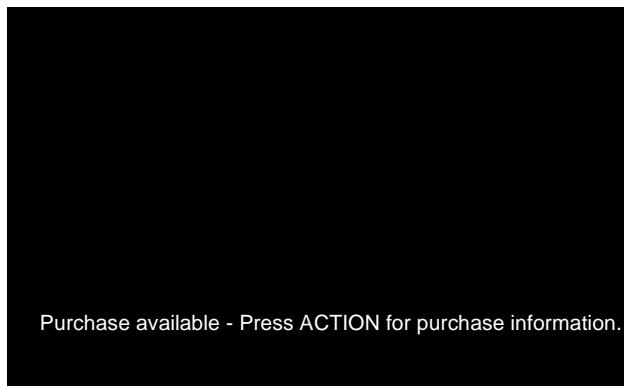 Purchase available - Press ACTION for purchase information.